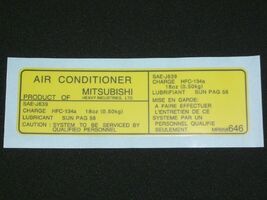 AIR CONDITIONER
PRODUCT OF MITSUBISHI
HEAVY INDUSTRIES, LTD
SAE-J639
CHARGE HFC-134a 18oz (0.50kg)
LUBRICANT SUN PAG 56
CAUTION : SYSTEM TO BE SERVICED BY
QUALIFIED PERSONNEL
SAE-J639
CHARGE HFC-134a
18oz (0.50kg)
LUBRIFIANT SUN PAG 56
MISE EN GARDE:
A FAIRE EFFECTUER
L'ENTRETIEN DE CE
SYSTEME PAR UN
PERSONNEL QUALIFIE
SEULEMENT.
646